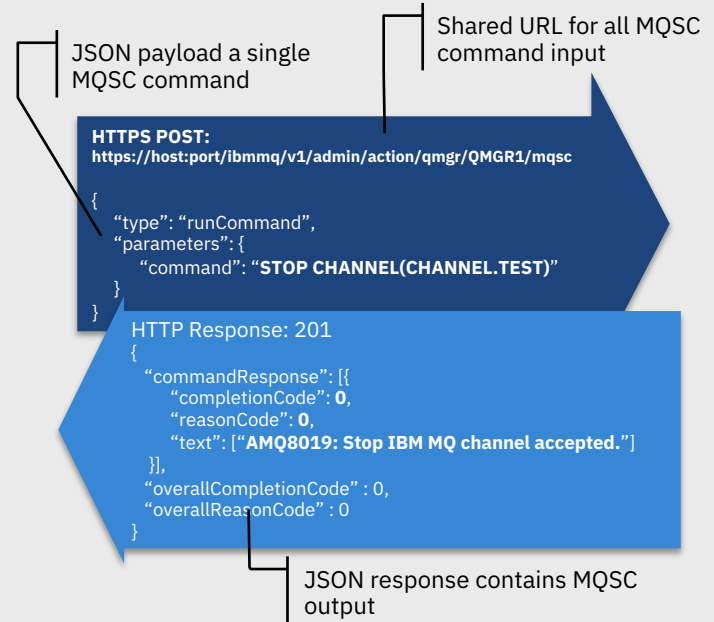 Shared URL for all MQSC
command input
JSON payload a single
MQSC command
HTTPS POST:
https://host:port/ibmmq/v1/admin/action/qmgr/QMGR1/mqsc
{
“type”: “runCommand”,
“parameters”: {
“command”: “STOP CHANNEL(CHANNEL.TEST)”
}
}
HTTP Response: 201
{
“commandResponse”: [{
“completionCode”: 0,
“reasonCode”: 0,
“text”: [“AMQ8019: Stop IBM MQ channel accepted.”]
}],
“overallCompletionCode” : 0,
“overallReasonCode” : 0
}
JSON response contains MQSC
output